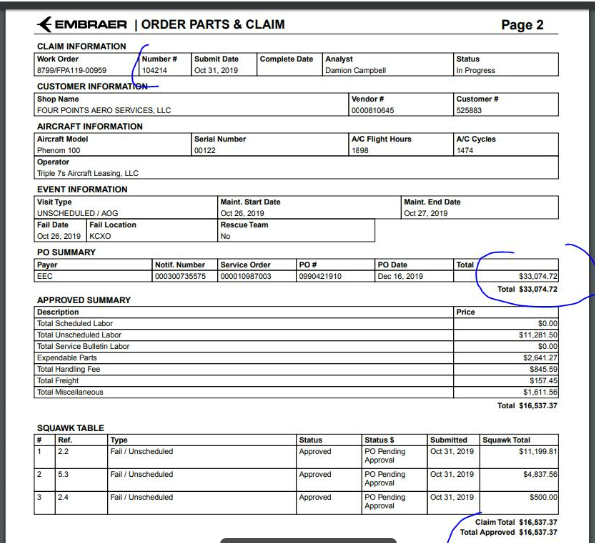 EMBRAER | ORDER PARTS & CLAIM Page 2
CLAIM INFORMATION
Work Order Number # Submit Date Complete Date Analyst Status
8799/FPA119-00959 104214 Oct 31, 2019 Damion Campbell In Progress
CUSTOMER INFORMATION
Shop Name Vendor # Customer #
FOUR POINTS AERO SERVICES, LLC 0000810645 525883
AIRCRAFT INFORMATION
Aircraft Model Serial Number A/C Flight Hours A/C Cycles
Phenom 100 00122 1898 1474
Operator
Triple 7s Aircraft Leasing, LLC
EVENT INFORMATION
Visit Type Maint. Start Date Maint. End Date
UNSCHEDULED / AOG Oct 26, 2019 Oct 27, 2019
Fail Date Fail Location Rescue Team
Oct 26, 2019 KCXO No
PO SUMMARY
Payer Notif. Number Service Order PO # PO Date Total
EEC 000300735575 000010987003 0990421910 Dec 16, 2019 $33,074.72
Total $33,074.72
APPROVED SUMMARY
Description Price
Total Scheduled Labor $0.00
Total Unscheduled Labor $11,281.50
Total Service Bulletin Labor $0.00
Expendable Parts $2,641.27
Total Handling Fee $845.59
Total Freight $157.45
Total Miscellaneous $1,611.56
Total $16,537.37
SQUAWK TABLE
# Ref. Type Status Status $ Submitted Squawk Total
1 2.2 Fail / Unscheduled Approved PO Pending Oct 31, 2019 $11,199.81
Approval
2 5.3 Fail / Unscheduled Approved PO Pending Oct 31, 2019 $4,837.56
Approval
3 2.4 Fail / Unscheduled Approved PO Pending Oct 31, 2019 $500.00
Approval
Claim Total $16,537.37
Total Approved $16,537.37